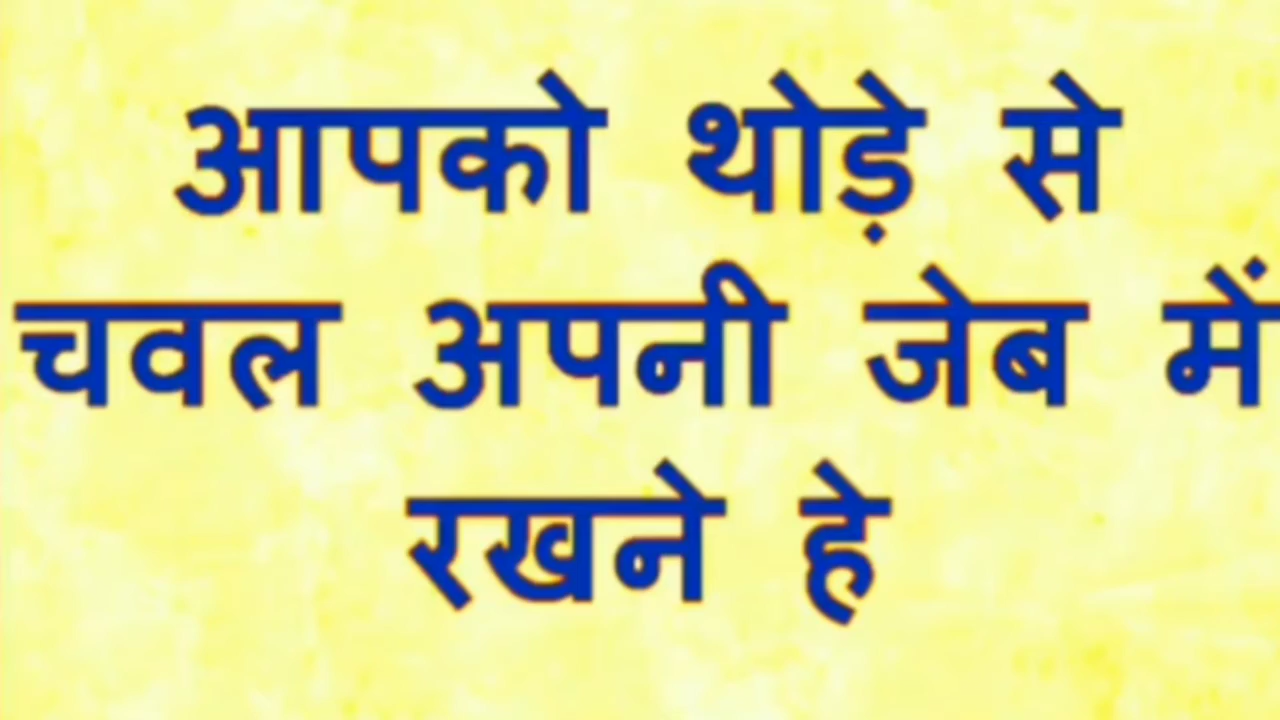 आपको थोड़े से
चवल अपनी जेब में
रखने हे